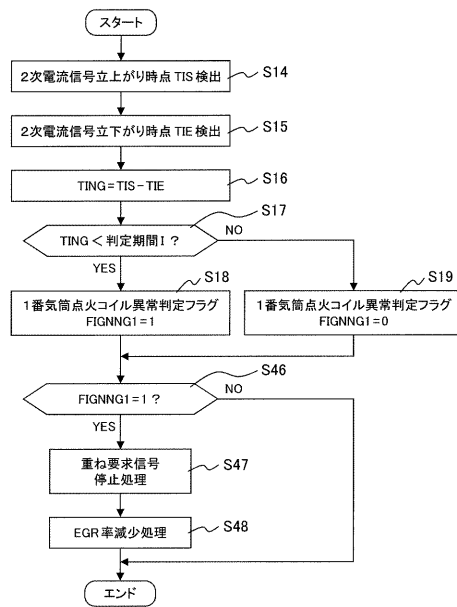 スタート
2次電流信号立上がり時点 TIS 検出
S14
2次電流信号立下がり時点 TIE 検出
S15
TING=TIS−TIE
S16
TING < 判定期間I ?
S17
NO
YES
1番気筒点火コイル異常判定フラグ
FIGNNG1=1
S18
1番気筒点火コイル異常判定フラグ
FIGNNG1=0
S19
FIGNNG1=1 ?
S46
NO
YES
重ね要求信号
停止処理
S47
EGR率減少処理
S48
エンド